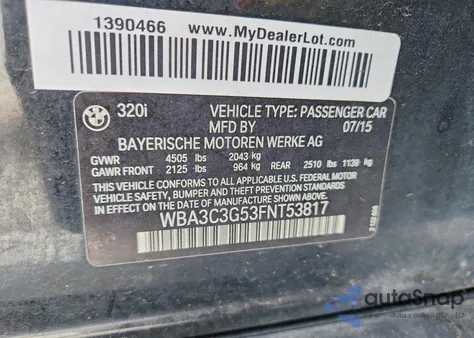 1390466 www.MyDealerLot.com
320i VEHICLE TYPE: PASSENGER CAR
MFD BY 07/15
BAYERISCHE MOTOREN WERKE AG
GVWR 4505 lbs 2043 kg
GAWR FRONT 2125 lbs 964 kg REAR 2510 lbs 1139 kg
THIS VEHICLE CONFORMS TO ALL APPLICABLE
U.S. FEDERAL MOTOR VEHICLE SAFETY, BUMPER,
AND THEFT PREVENTION STANDARDS IN EFFECT
ON THE DATE OF MANUFACTURE SHOWN ABOVE.
WBA3C3G53FNT53817
autoSnap